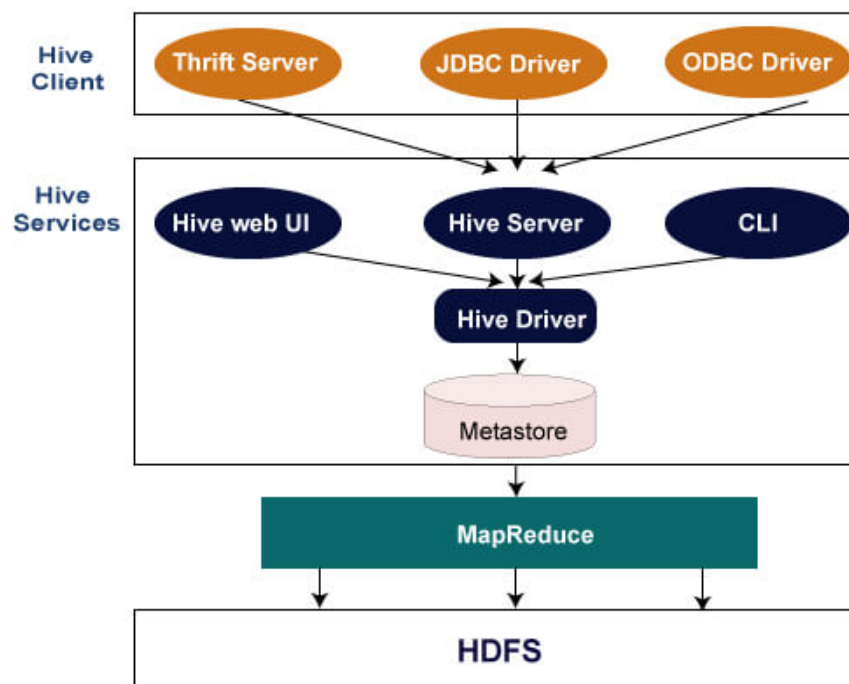 Hive
Client
Thrift Server
JDBC Driver
ODBC Driver
Hive
Services
Hive web UI
Hive Server
CLI
Hive Driver
Metastore
MapReduce
HDFS